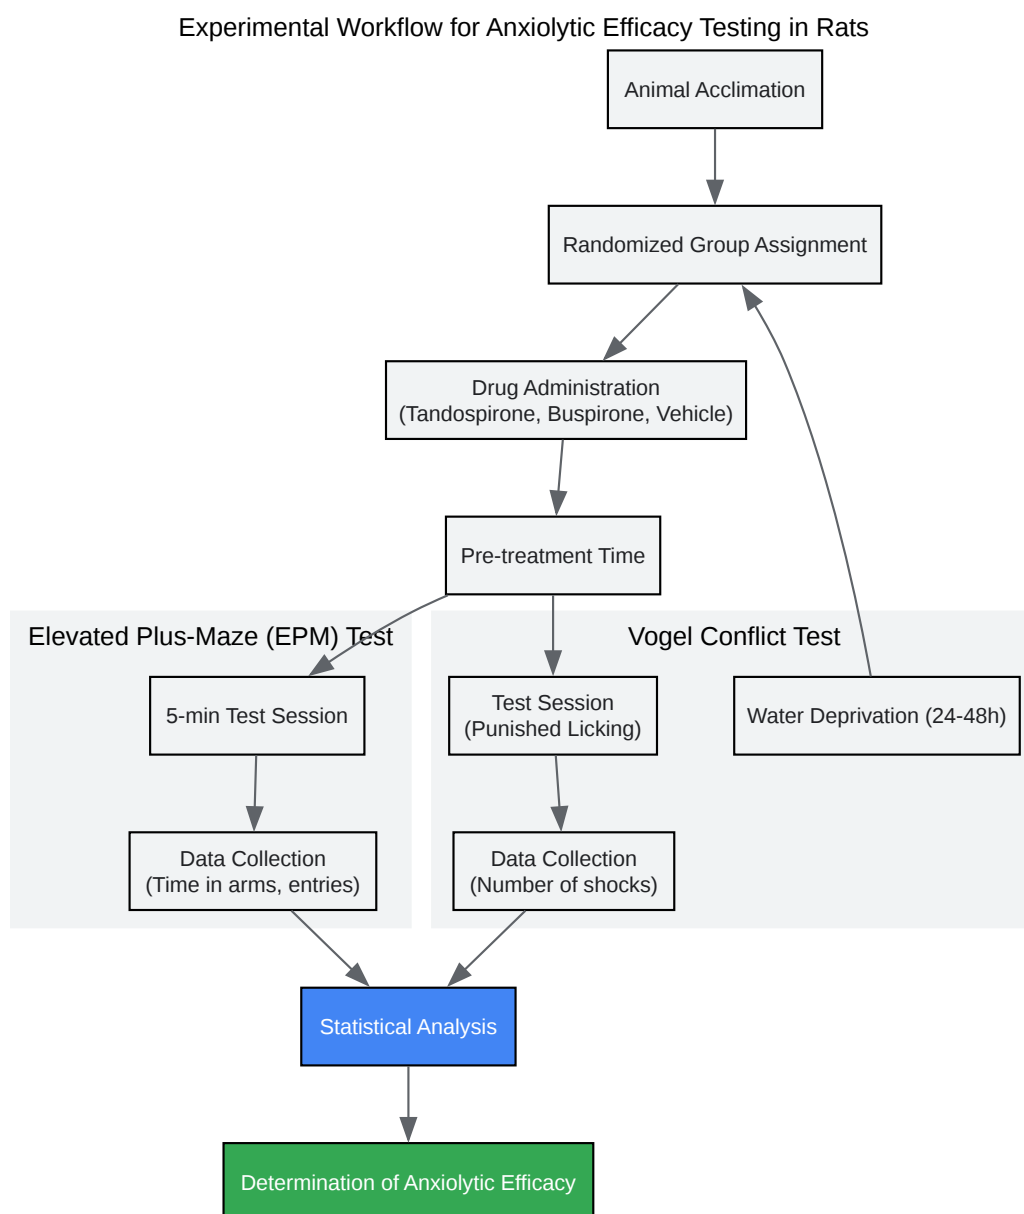 Experimental Workflow for Anxiolytic Efficacy Testing in Rats
Animal Acclimation
Randomized Group Assignment
Drug Administration
(Tandospirone, Buspirone, Vehicle)
Pre-treatment Time
Elevated Plus-Maze (EPM) Test
Vogel Conflict Test
5-min Test Session
Test Session
(Punished Licking)
Water Deprivation (24-48h)
Data Collection
(Time in arms, entries)
Data Collection
(Number of shocks)
Statistical Analysis
Determination of Anxiolytic Efficacy